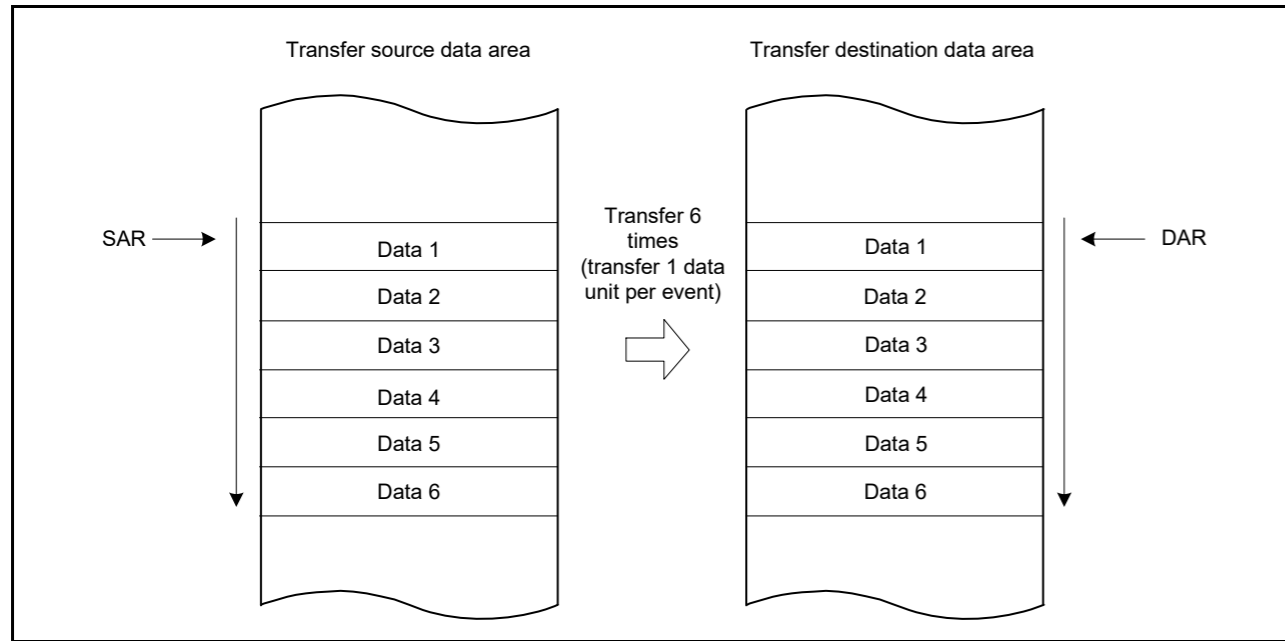 Transfer source data area
Transfer destination data area
SAR
Data 1
Data 2
Data 3
Data 4
Data 5
Data 6
Transfer 6
times
(transfer 1 data
unit per event)
Data 1
Data 2
Data 3
Data 4
Data 5
Data 6
DAR